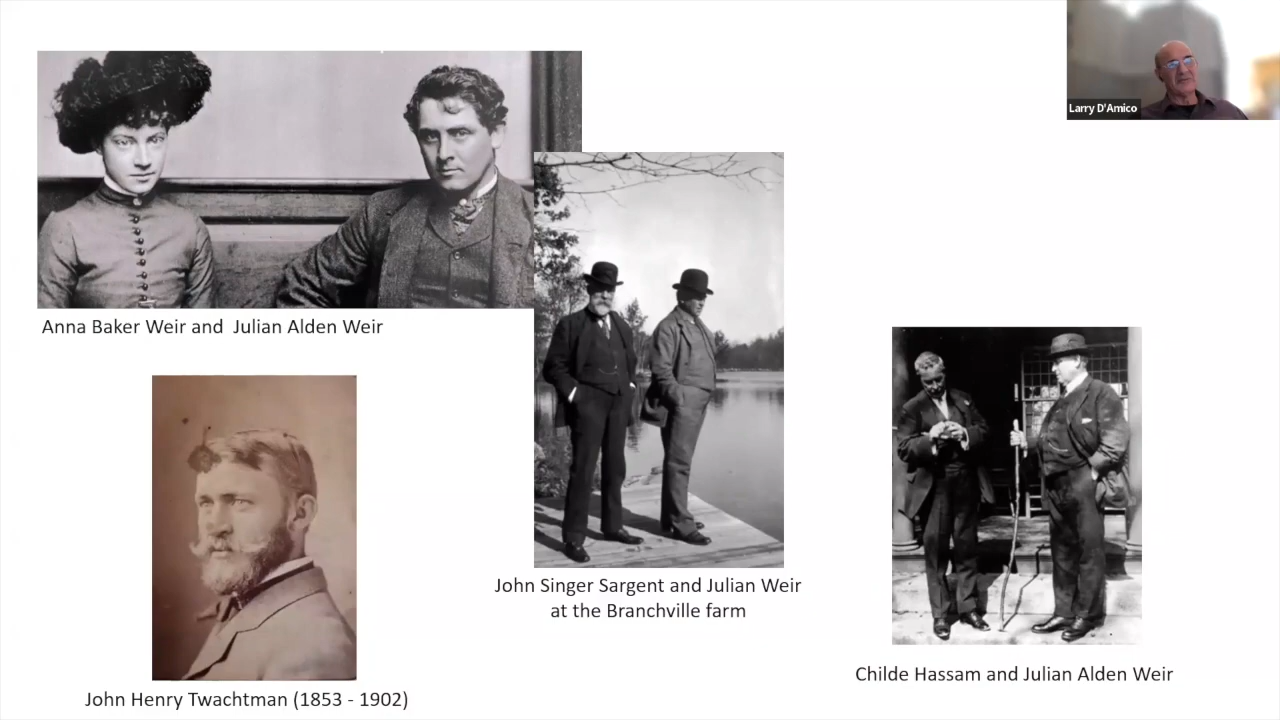 Larry D'Amico
Anna Baker Weir and Julian Alden Weir
John Singer Sargent and Julian Weir
at the Branchville farm
Childe Hassam and Julian Alden Weir
John Henry Twachtman (1853 - 1902)